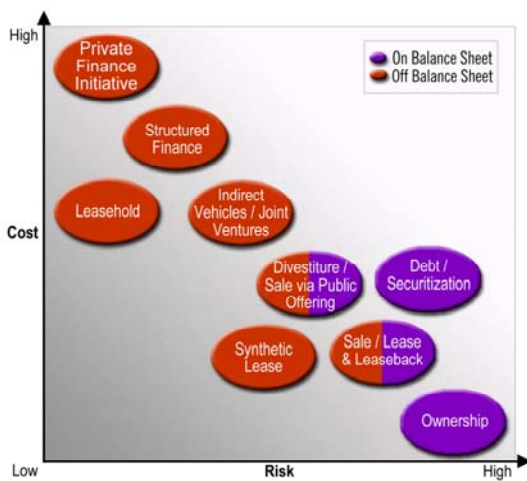 High
Private
Finance
Initiative
On Balance Sheet
Off Balance Sheet
Structured
Finance
Leasehold
Indirect
Vehicles / Joint
Ventures
Cost
Divestiture /
Sale via Public
Offering
Debt /
Securitization
Synthetic
Lease
Sale / Lease
& Leaseback
Ownership
Low
Risk
High